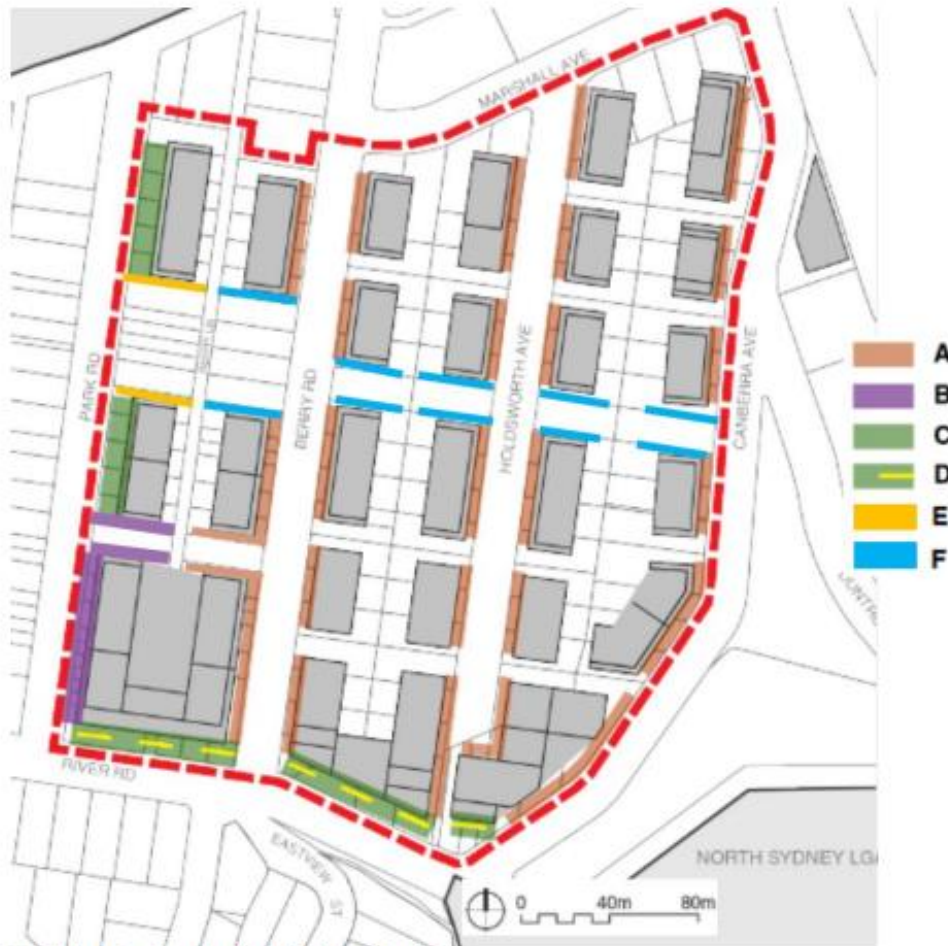 MARSHALL AVE
A
B
C
D
E
F
PARK RD
BERRY RD
HOLDSWORTH AVE
CANBERRA AVE
RIVER RD
EASTVIEW ST
NORTH SYDNEY LGA
0 40m 80m